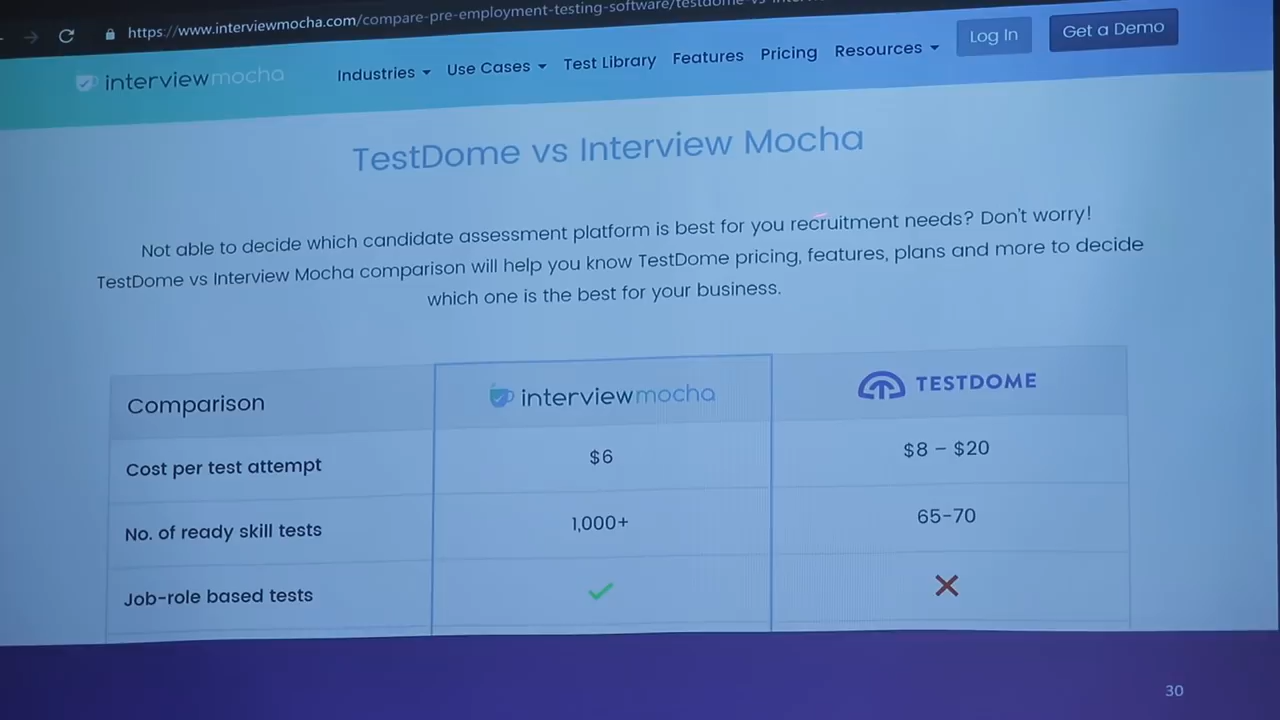 https://www.interviewmocha.com/compare-pre-employment-testing-software/testdome-vs-
interviewmocha
Industries Use Cases Test Library Features Pricing Resources Log In Get a Demo
TestDome vs Interview Mocha
Not able to decide which candidate assessment platform is best for you recruitment needs? Don't worry!
TestDome vs Interview Mocha comparison will help you know TestDome pricing, features, plans and more to decide
which one is the best for your business.
Comparison interviewmocha TESTDOME
Cost per test attempt $6 $8 – $20
No. of ready skill tests 1,000+ 65-70
Job-role based tests
30